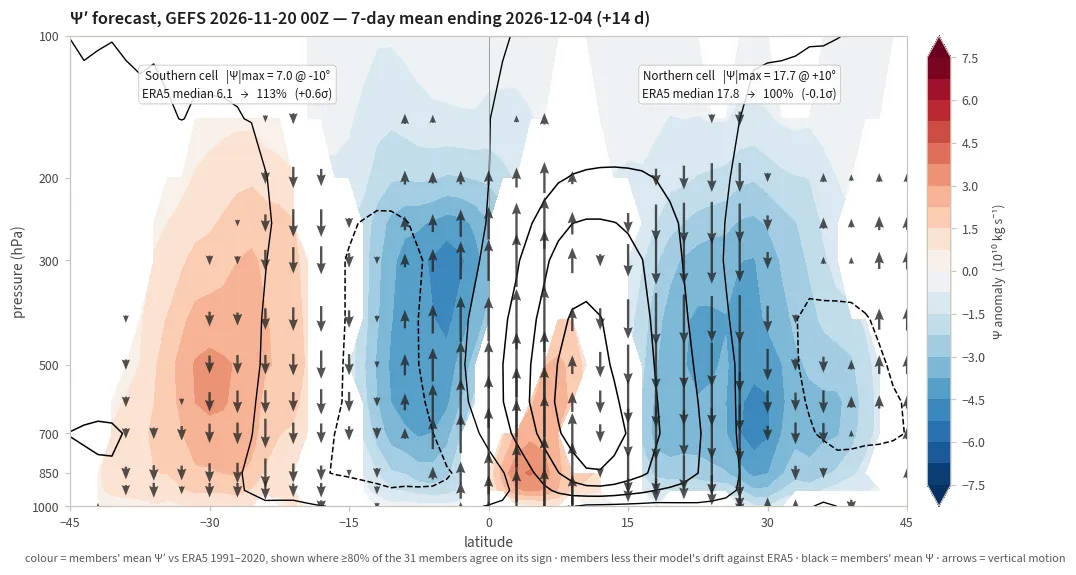 Ψ′ forecast, GEFS 2026-11-20 00Z — 7-day mean ending 2026-12-04 (+14 d)
Southern cell |Ψ|max = 7.0 @ -10°
ERA5 median 6.1 → 113% (+0.6σ)
Northern cell |Ψ|max = 17.7 @ +10°
ERA5 median 17.8 → 100% (-0.1σ)
100
200
300
400
500
700
850
1000
pressure (hPa)
−45
−30
−15
0
15
30
45
latitude
7.5
6.0
4.5
3.0
1.5
0.0
−1.5
−3.0
−4.5
−6.0
−7.5
Ψ anomaly (10¹⁰ kg s⁻¹)
colour = members' mean Ψ′ vs ERA5 1991–2020, shown where ≥80% of the 31 members agree on its sign · members less their model's drift against ERA5 · black = members' mean Ψ · arrows = vertical motion